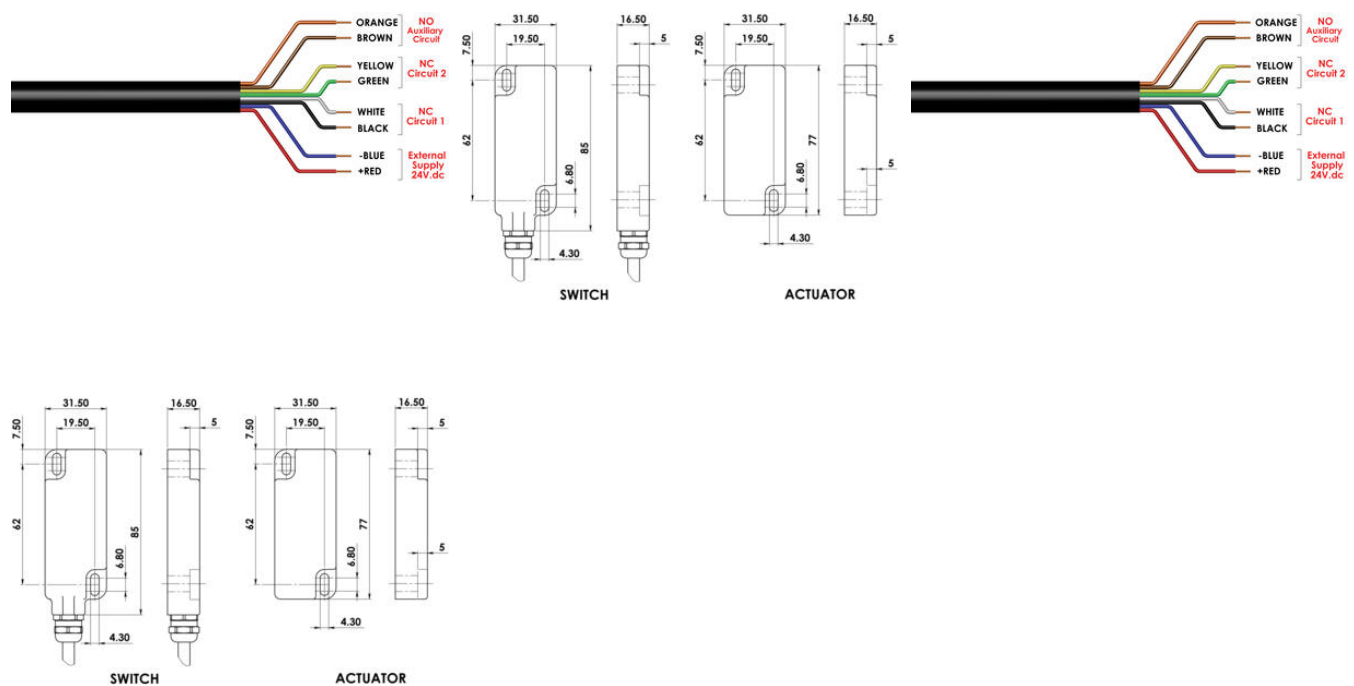 ORANGE
BROWN
NO
Auxiliary
Circuit
YELLOW
GREEN
NC
Circuit 2
WHITE
BLACK
NC
Circuit 1
-BLUE
+RED
External
Supply
24V.dc
31.50
19.50
7.50
62
85
6.80
4.30
16.50
5
SWITCH
31.50
19.50
7.50
62
77
6.80
4.30
16.50
5
5
ACTUATOR
ORANGE
BROWN
NO
Auxiliary
Circuit
YELLOW
GREEN
NC
Circuit 2
WHITE
BLACK
NC
Circuit 1
-BLUE
+RED
External
Supply
24V.dc
31.50
19.50
7.50
62
85
6.80
4.30
16.50
5
SWITCH
31.50
19.50
7.50
62
77
6.80
4.30
16.50
5
5
ACTUATOR